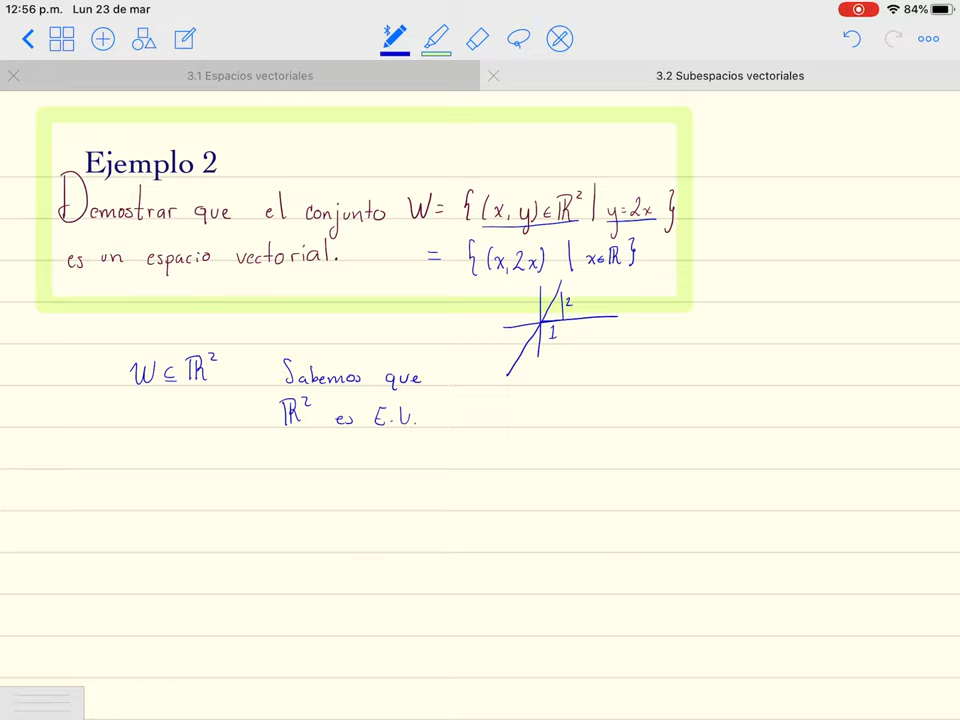 12:56 p.m. Lun 23 de mar 84%
3.1 Espacios vectoriales 3.2 Subespacios vectoriales
Ejemplo 2
Demostrar que el conjunto W = { (x, y) ∈ ℝ² | y=2x }
es un espacio vectorial. = { (x, 2x) | x∈ℝ }
2
1
W ⊆ ℝ² Sabemos que
ℝ² es E.V.